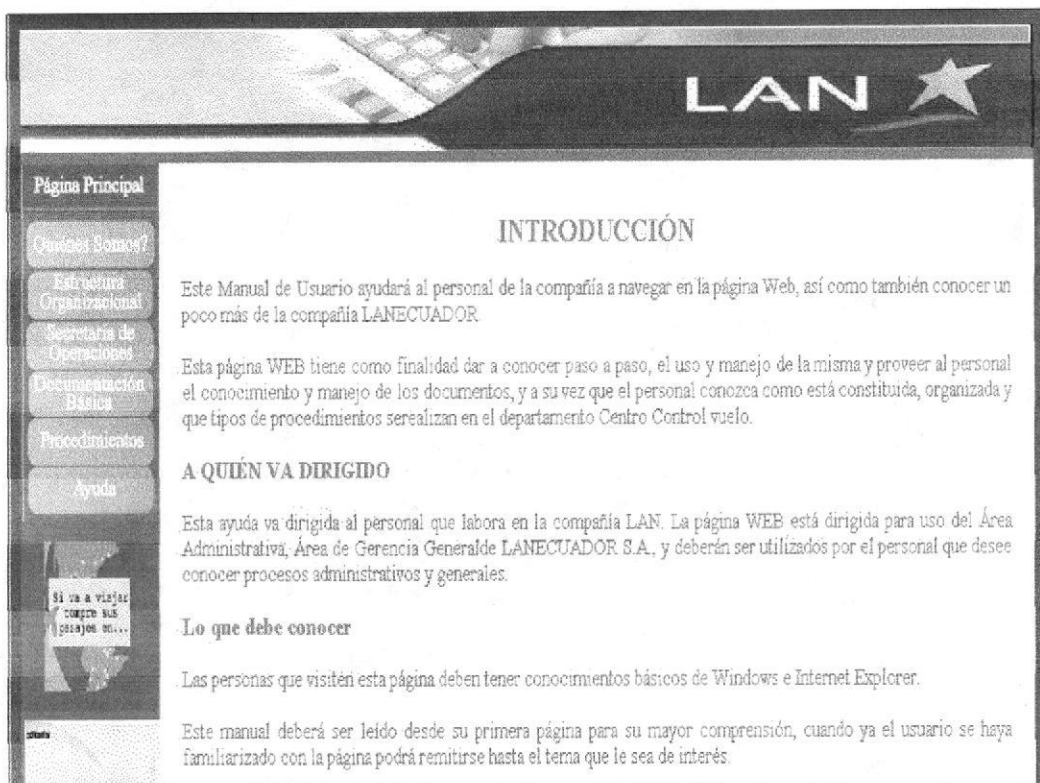 LAN
Página Principal
Quiénes Somos?
Estructura
Organizacional
Secretaría de
Operaciones
Documentación
Básica
Procedimientos
Ayuda
Si va a viajar
compre sus
pasajes en...
INTRODUCCIÓN
Este Manual de Usuario ayudará al personal de la compañía a navegar en la página Web, así como también conocer un
poco más de la compañía LANECUADOR.
Esta página WEB tiene como finalidad dar a conocer paso a paso, el uso y manejo de la misma y proveer al personal
el conocimiento y manejo de los documentos, y a su vez que el personal conozca como está constituida, organizada y
que tipos de procedimientos serealizan en el departamento Centro Control vuelo.
A QUIÉN VA DIRIGIDO
Esta ayuda va dirigida al personal que labora en la compañía LAN. La página WEB está dirigida para uso del Área
Administrativa, Área de Gerencia Generalde LANECUADOR S.A., y deberán ser utilizados por el personal que desee
conocer procesos administrativos y generales.
Lo que debe conocer
Las personas que visitén esta página deben tener conocimientos básicos de Windows e Internet Explorer.
Este manual deberá ser leído desde su primera página para su mayor comprensión, cuando ya el usuario se haya
familiarizado con la página podrá remitirse hasta el tema que le sea de interés.